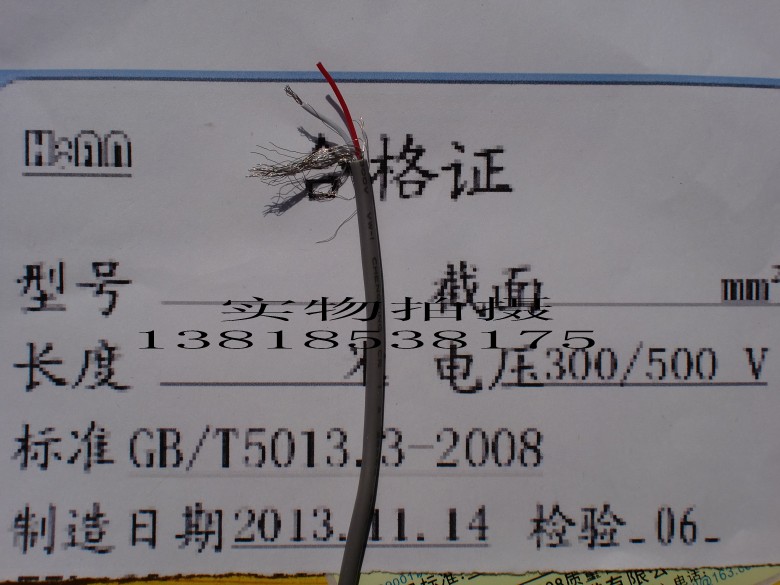 合格证
型号 截面 mm²
实物拍摄
13818538175
长度 米 电压300/500 V
标准GB/T5013.3-2008
制造日期2013.11.14 检验 06